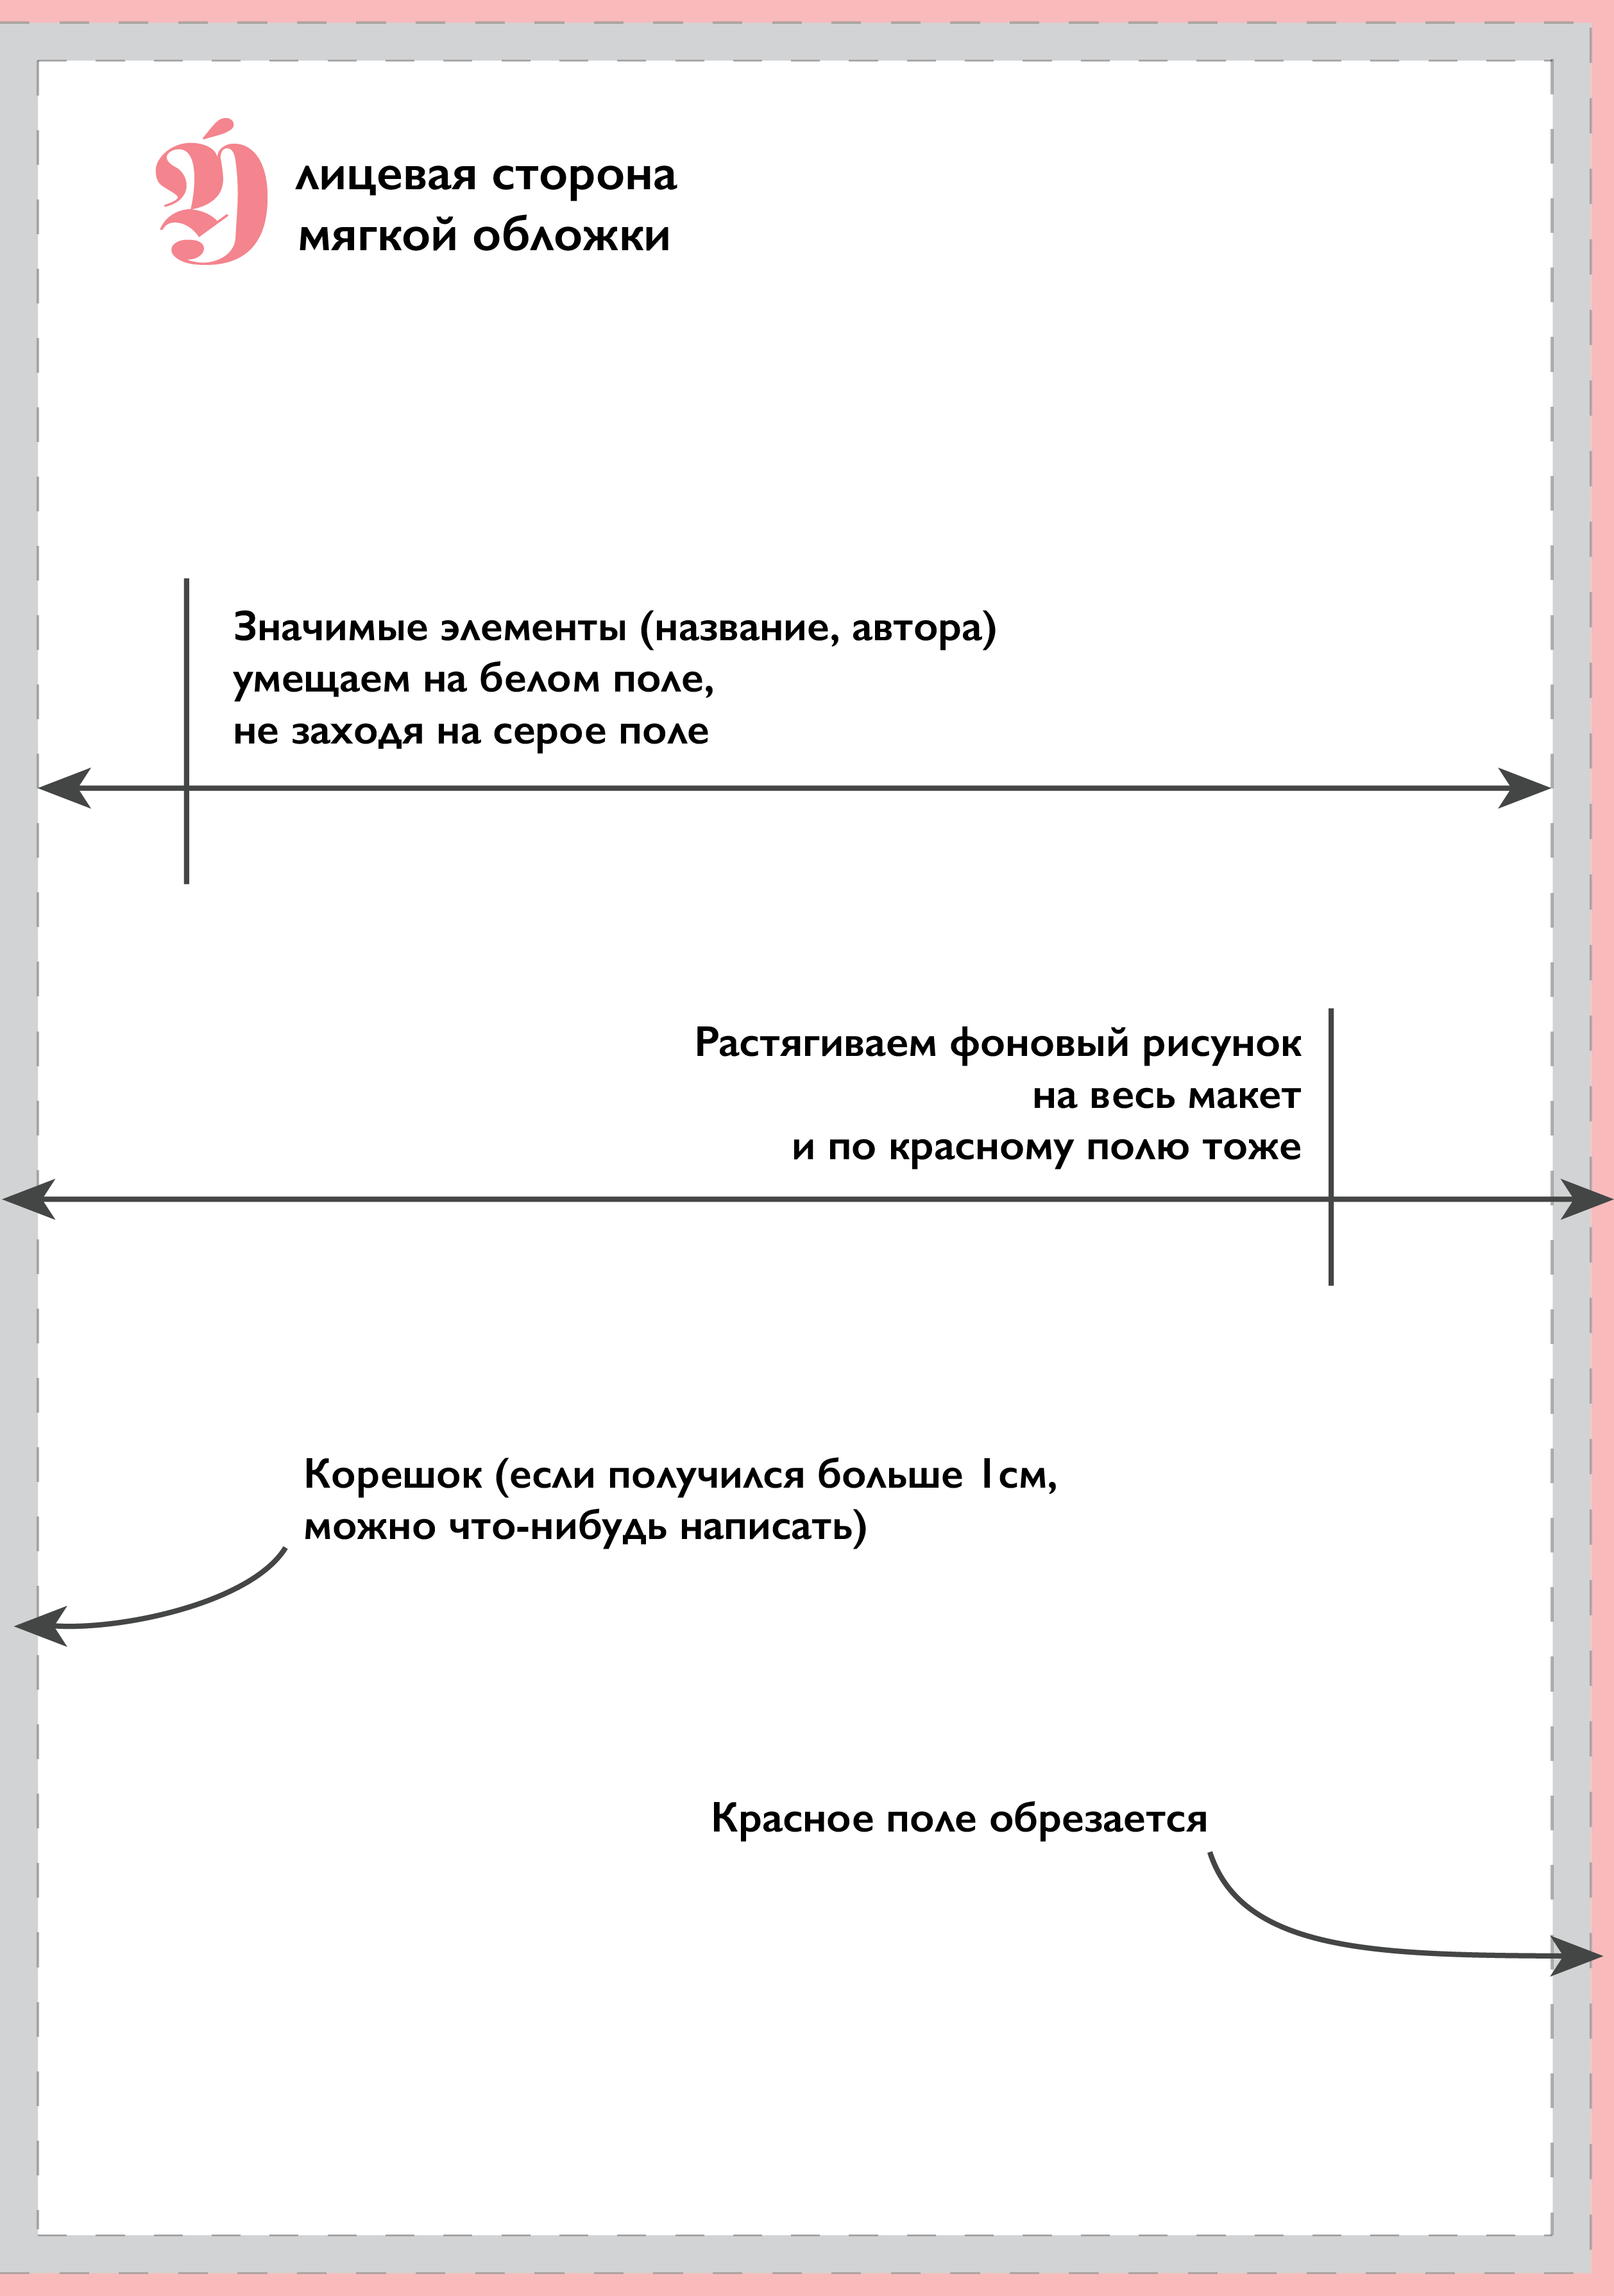 лицевая сторона
мягкой обложки
Значимые элементы (название, автора)
умещаем на белом поле,
не заходя на серое поле
Растягиваем фоновый рисунок
на весь макет
и по красному полю тоже
Корешок (если получился больше 1см,
можно что-нибудь написать)
Красное поле обрезается